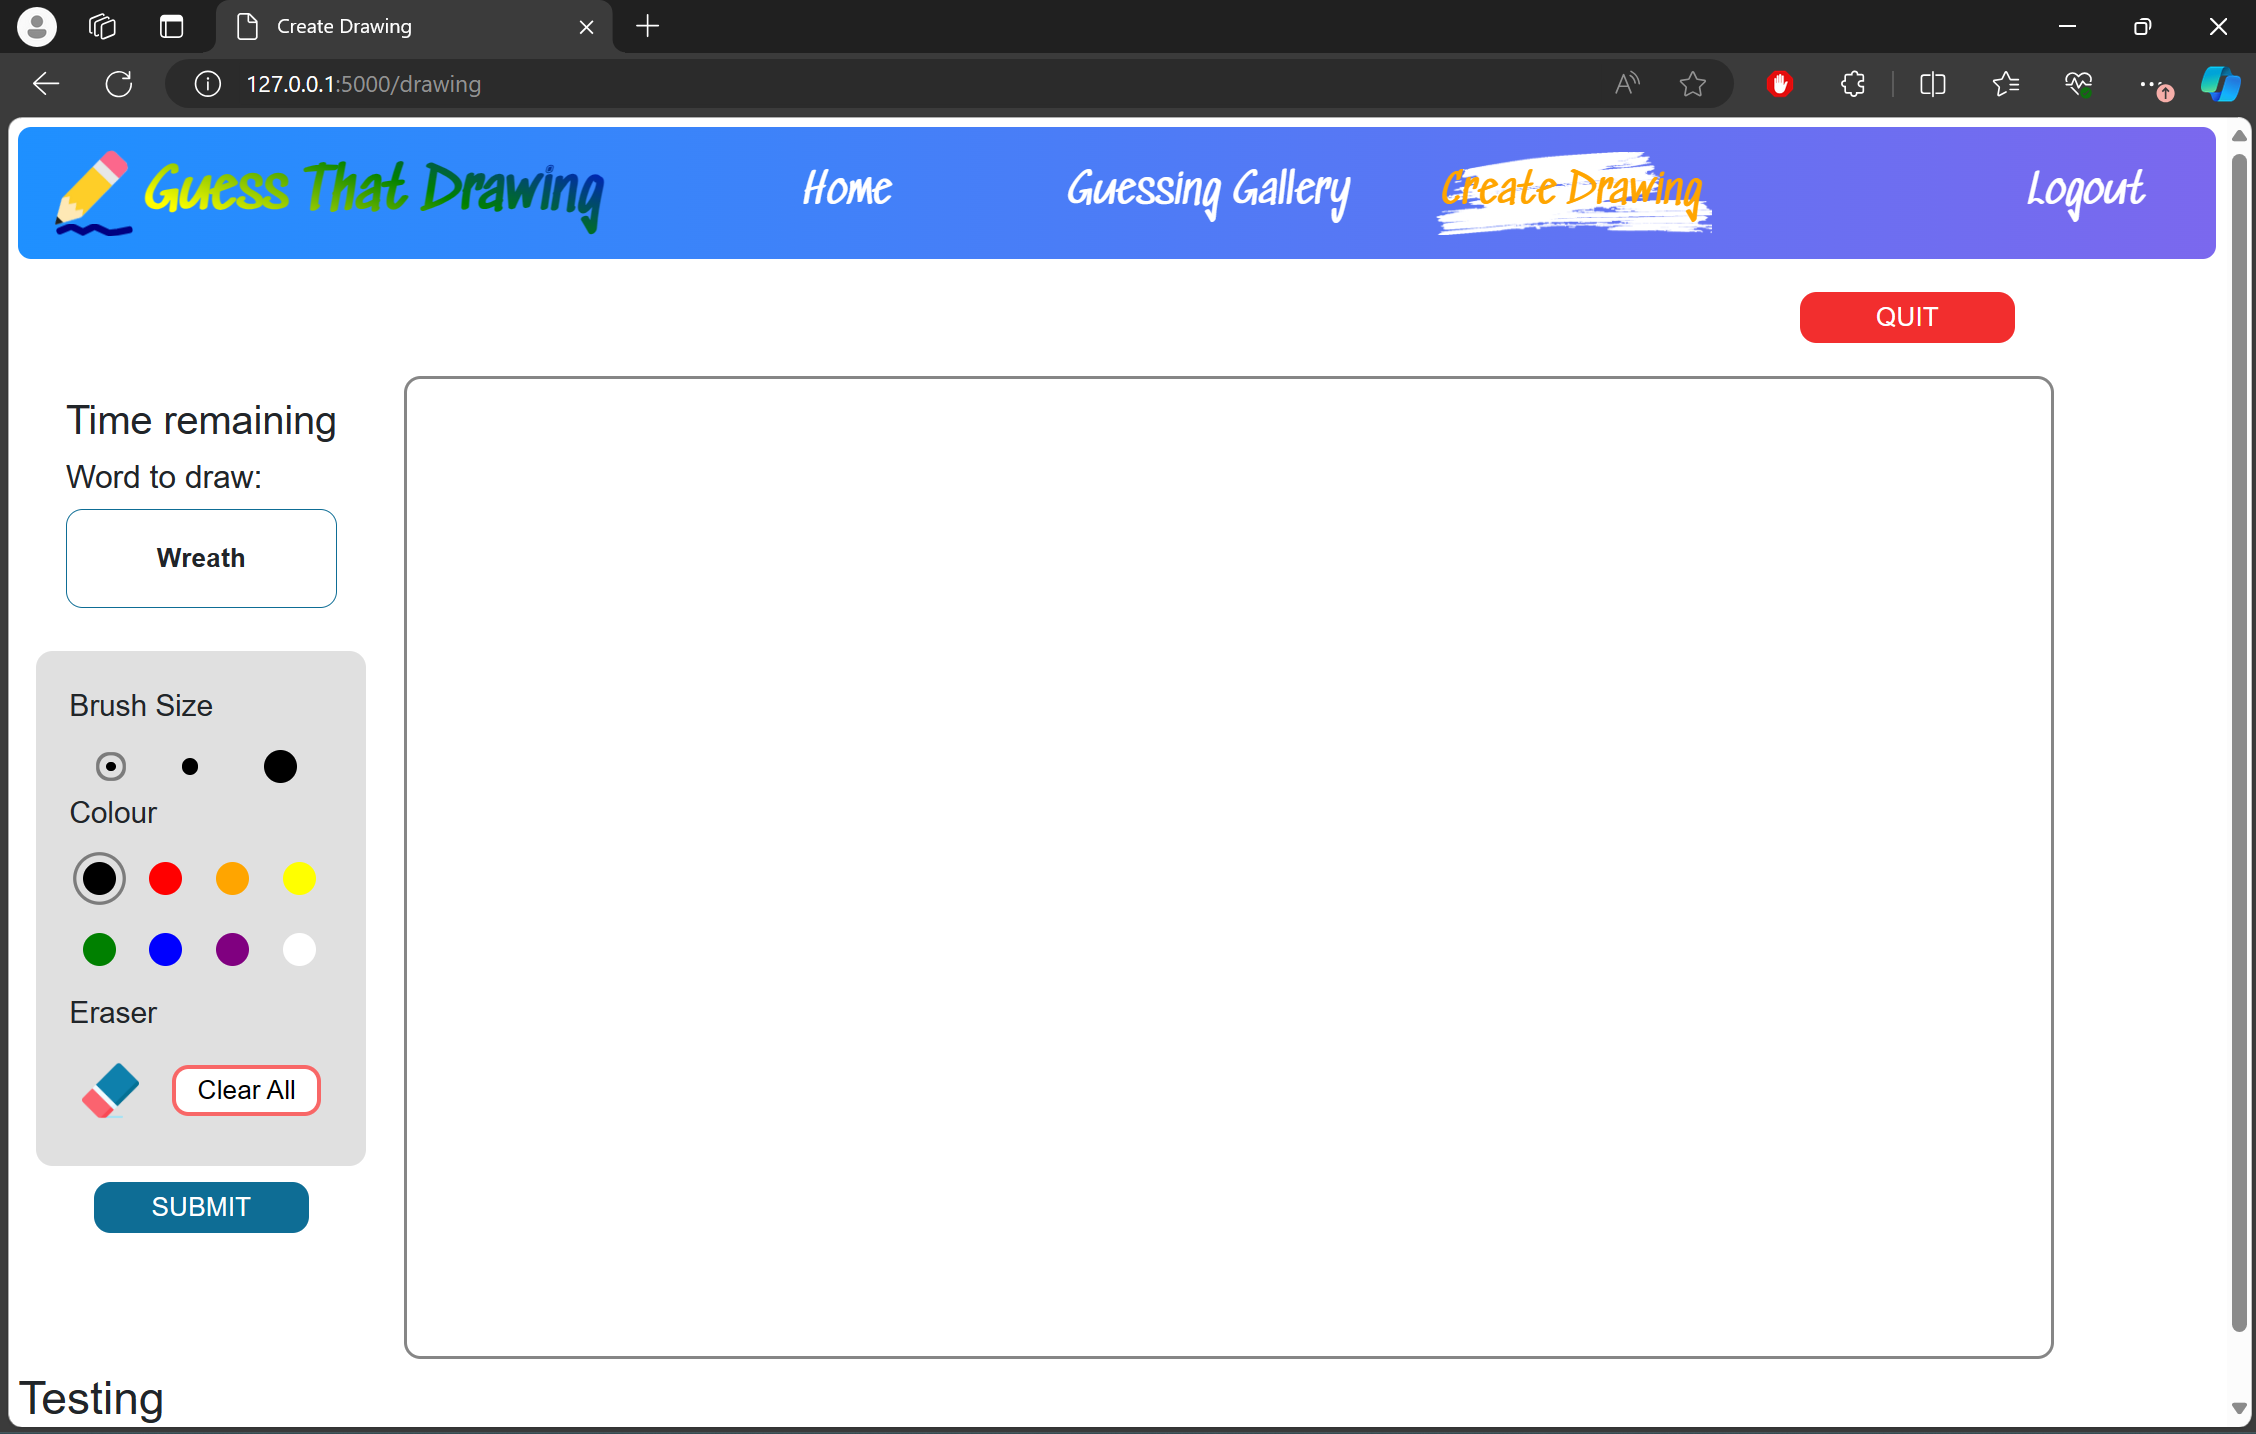 Create Drawing
127.0.0.1:5000/drawing
Guess That Drawing
Home
Guessing Gallery
Create Drawing
Logout
QUIT
Time remaining
Word to draw:
Wreath
Brush Size
Colour
Eraser
Clear All
SUBMIT
Testing